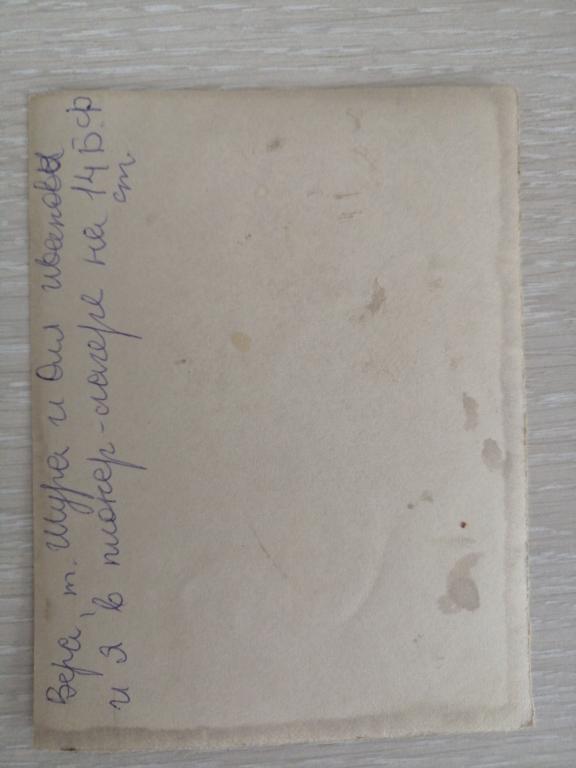 Вера, т. Шура и Оля Ивановы
и я в пионер-лагере на 14 Б.Ф
ст.